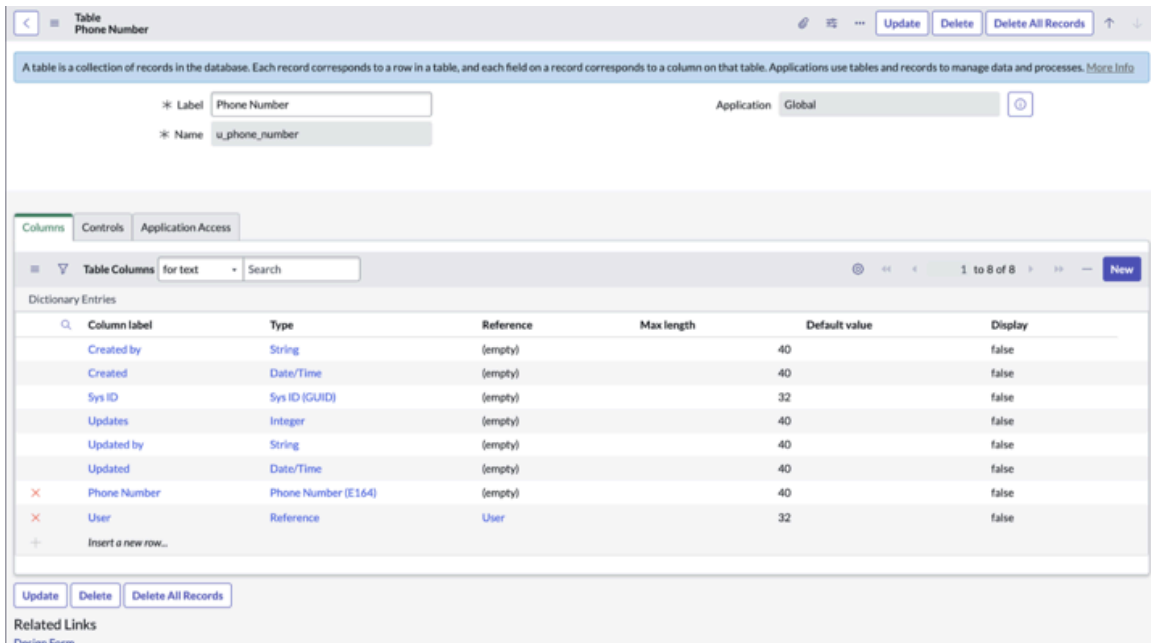 Table
Phone Number
Update Delete Delete All Records
A table is a collection of records in the database. Each record corresponds to a row in a table, and each field on a record corresponds to a column on that table. Applications use tables and records to manage data and processes. More Info
Label Phone Number Application Global
Name u_phone_number
Columns Controls Application Access
Table Columns for text Search 1 to 8 of 8 New
Dictionary Entries
Column label Type Reference Max length Default value Display
Created by String (empty) 40 false
Created Date/Time (empty) 40 false
Sys ID Sys ID (GUID) (empty) 32 false
Updates Integer (empty) 40 false
Updated by String (empty) 40 false
Updated Date/Time (empty) 40 false
Phone Number Phone Number (E164) (empty) 40 false
User Reference User 32 false
Insert a new row...
Update Delete Delete All Records
Related Links
Design Form